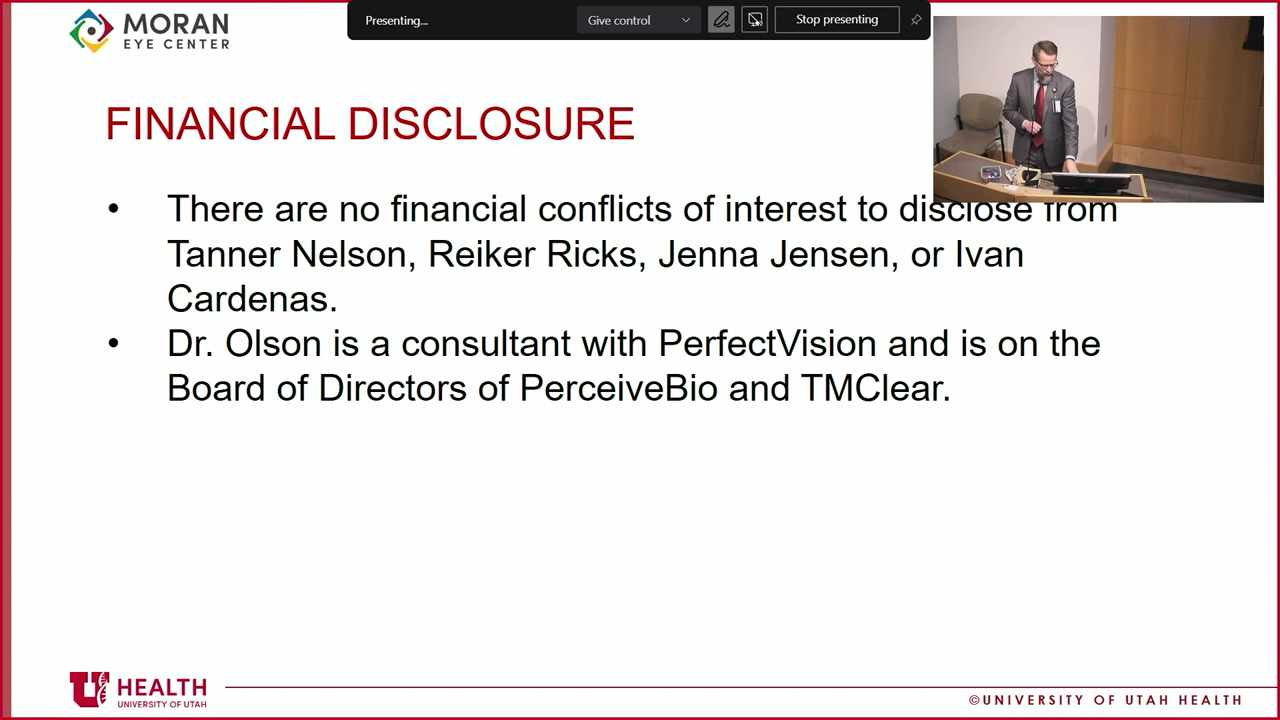 MORAN
EYE CENTER
Presenting...
Give control
Stop presenting
FINANCIAL DISCLOSURE
• There are no financial conflicts of interest to disclose from
Tanner Nelson, Reiker Ricks, Jenna Jensen, or Ivan
Cardenas.
• Dr. Olson is a consultant with PerfectVision and is on the
Board of Directors of PerceiveBio and TMClear.
U HEALTH
UNIVERSITY OF UTAH
©UNIVERSITY OF UTAH HEALTH